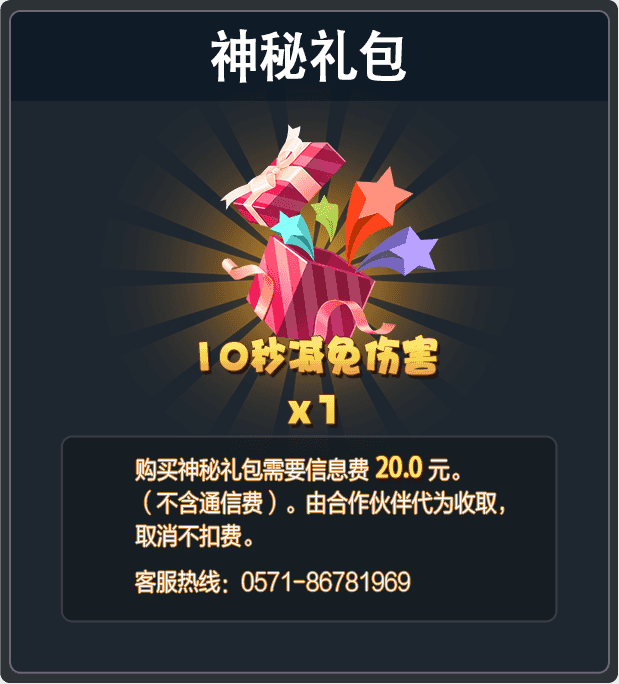 神秘礼包
10秒减免伤害
x1
购买神秘礼包需要信息费 20.0 元。
（不含通信费）。由合作伙伴代为收取，
取消不扣费。
客服热线：0571-86781969